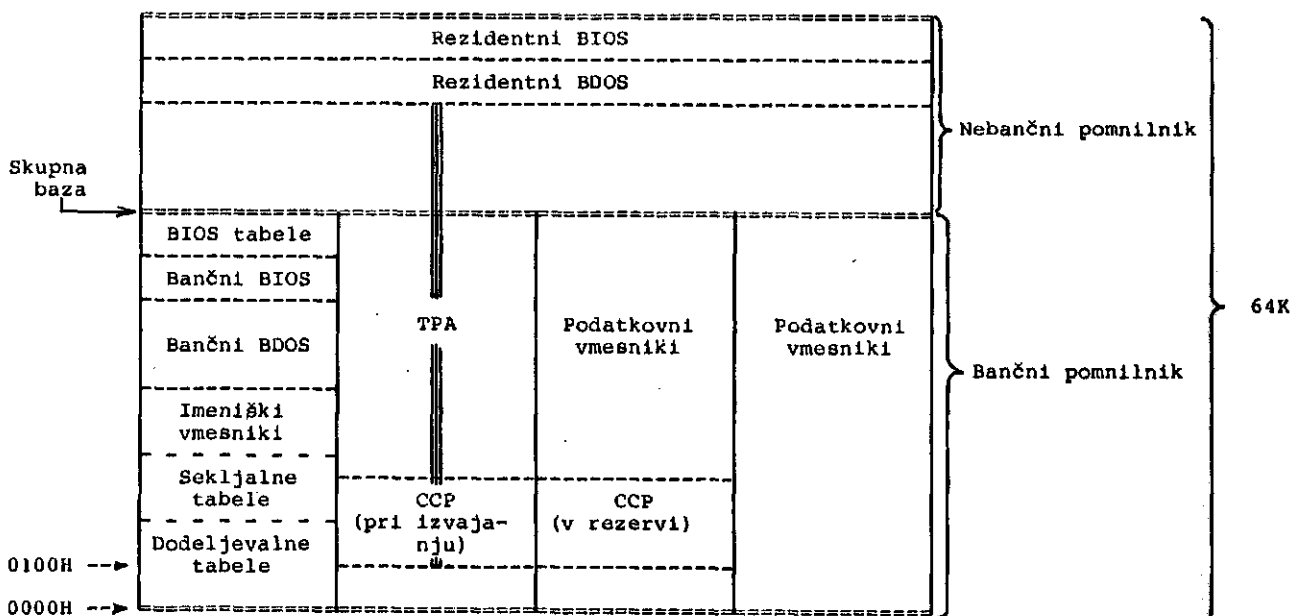 Rezidentni BIOS
Rezidentni BDOS
Nebančni pomnilnik
Skupna
baza
BIOS tabele
Bančni BIOS
Bančni BDOS
TPA
Podatkovni
vmesniki
Podatkovni
vmesniki
64K
Bančni pomnilnik
Imeniški
vmesniki
Sekljalne
tabele
CCP
(pri izvaja-
nju)
CCP
(v rezervi)
Dodeljevalne
tabele
0100H
0000H